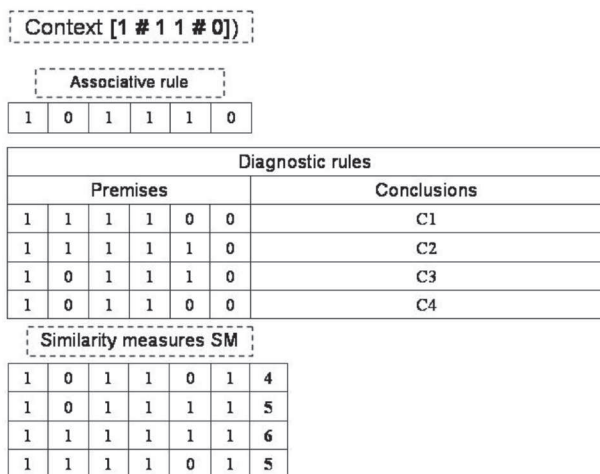 Context [1 # 1 1 # 0])
Associative rule
1 0 1 1 1 0
Diagnostic rules
Premises Conclusions
1 1 1 1 0 0 C1
1 1 1 1 1 0 C2
1 0 1 1 1 0 C3
1 0 1 1 0 0 C4
Similarity measures SM
1 0 1 1 0 1 4
1 0 1 1 1 1 5
1 1 1 1 1 1 6
1 1 1 1 0 1 5